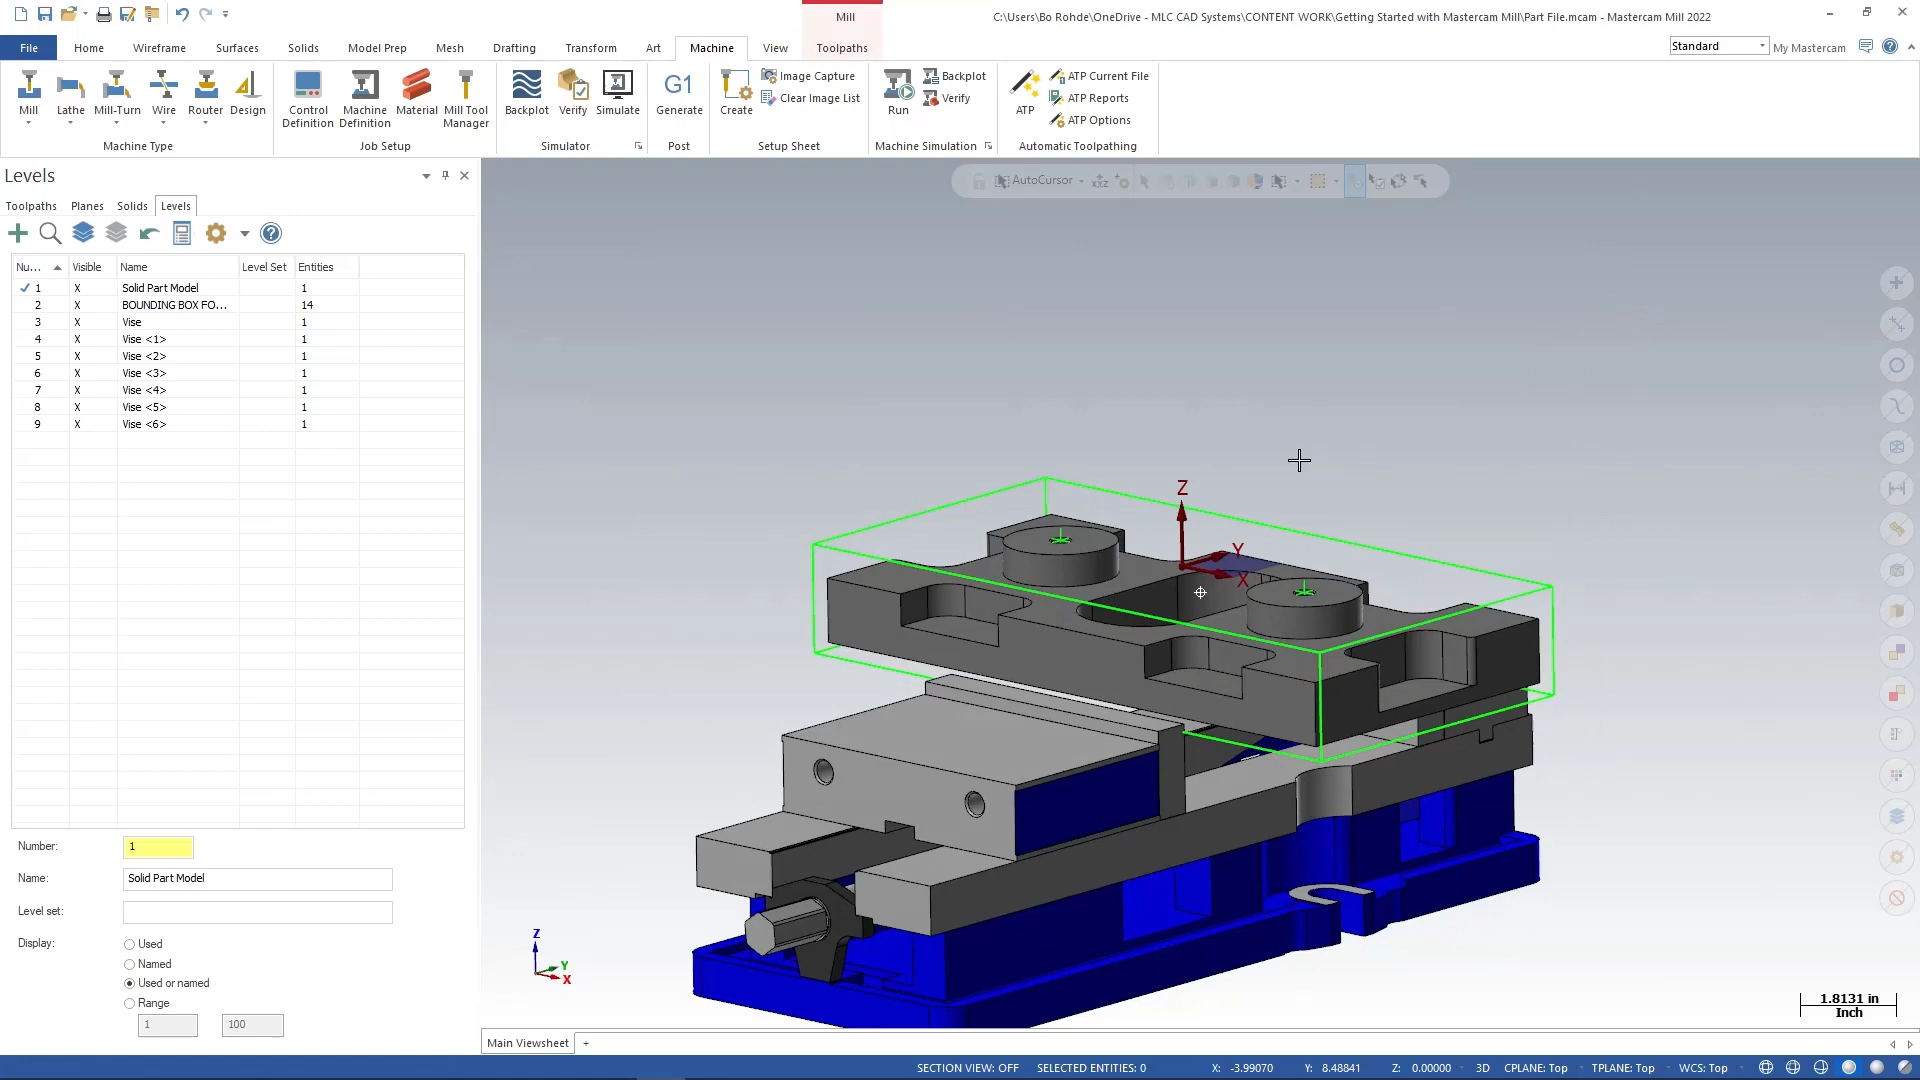 Mill
C:\Users\Bo Rohde\OneDrive - MLC CAD Systems\CONTENT WORK\Getting Started with Mastercam Mill\Part File.mcam - Mastercam Mill 2022
File Home Wireframe Surfaces Solids Model Prep Mesh Drafting Transform Art Machine View Toolpaths
Standard My Mastercam
Mill Lathe Mill-Turn Wire Router Design
Machine Type
Control Definition Machine Definition Material Mill Tool Manager
Job Setup
Backplot Verify Simulate
Simulator
G1
Generate
Post
Create Image Capture
Clear Image List
Setup Sheet
Run Backplot
Verify
Machine Simulation
ATP ATP Current File
ATP Reports
ATP Options
Automatic Toolpathing
Levels
Toolpaths Planes Solids Levels
Nu... Visible Name Level Set Entities
1 X Solid Part Model 1
2 X BOUNDING BOX FO... 14
3 X Vise 1
4 X Vise <1> 1
5 X Vise <2> 1
6 X Vise <3> 1
7 X Vise <4> 1
8 X Vise <5> 1
9 X Vise <6> 1
Number: 1
Name: Solid Part Model
Level set:
Display: Used
Named
Used or named
Range
1 100
AutoCursor
XYZ
Z
Y
X
Z
Y
X
1.8131 in
Inch
Main Viewsheet +
SECTION VIEW: OFF SELECTED ENTITIES: 0 X: -3.99070 Y: 8.48841 Z: 0.00000 3D CPLANE: Top TPLANE: Top WCS: Top